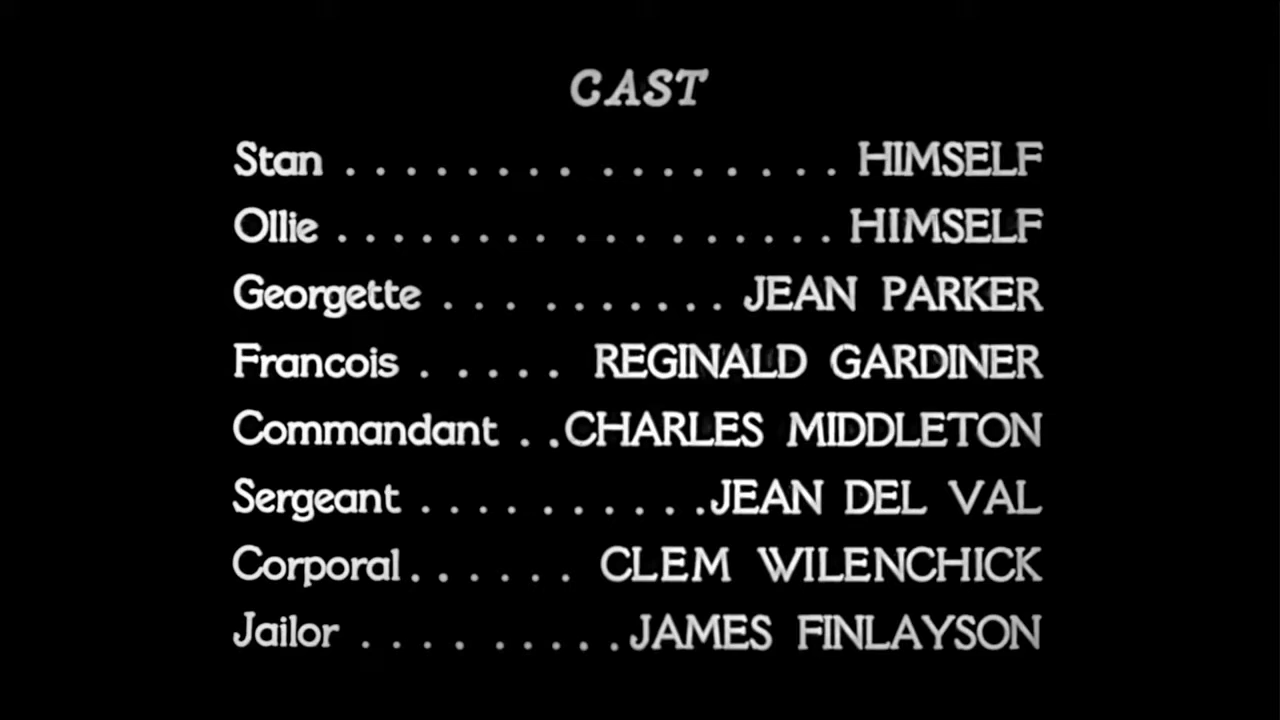 CAST
Stan . . . . . . . . . . . . . . . . HIMSELF
Ollie . . . . . . . . . . . . . . . . HIMSELF
Georgette . . . . . . . . . . JEAN PARKER
Francois . . . . . REGINALD GARDINER
Commandant . . CHARLES MIDDLETON
Sergeant . . . . . . . . . . JEAN DEL VAL
Corporal . . . . . . CLEM WILENCHICK
Jailor . . . . . . . . . JAMES FINLAYSON